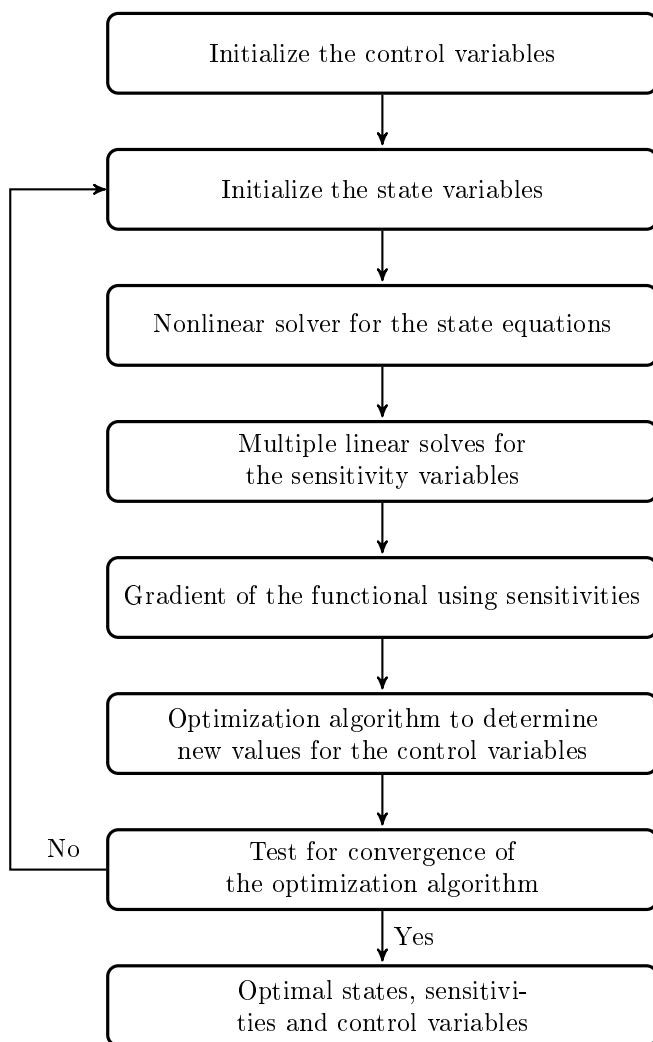 Initialize the control variables
Initialize the state variables
Nonlinear solver for the state equations
Multiple linear solves for
the sensitivity variables
Gradient of the functional using sensitivities
Optimization algorithm to determine
new values for the control variables
No
Test for convergence of
the optimization algorithm
Yes
Optimal states, sensitivi-
ties and control variables